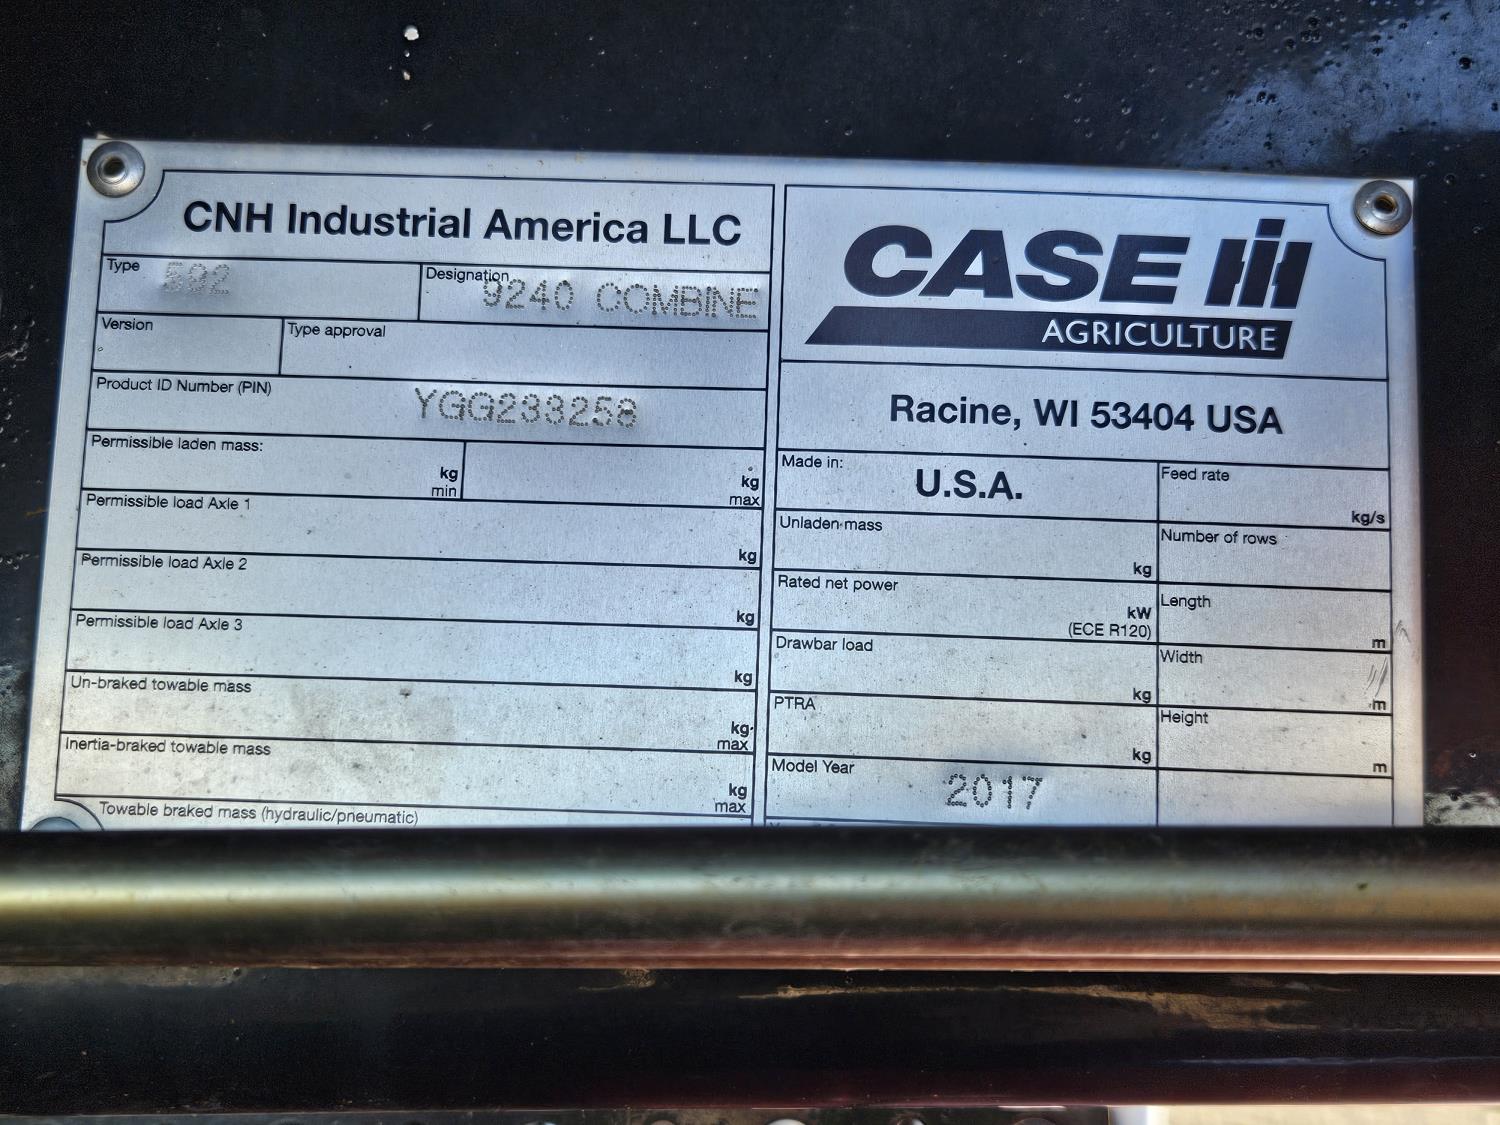 CNH Industrial America LLC
Type 592
Designation 9240 COMBINE
Version
Type approval
Product ID Number (PIN) YGG233258
Permissible laden mass:
kg min
kg max
Permissible load Axle 1
kg
Permissible load Axle 2
kg
Permissible load Axle 3
kg
Un-braked towable mass
kg max
Inertia-braked towable mass
kg max
Towable braked mass (hydraulic/pneumatic)
CASE IH
AGRICULTURE
Racine, WI 53404 USA
Made in: U.S.A.
Feed rate
kg/s
Unladen mass
kg
Number of rows
Rated net power
kW
(ECE R120)
Length
m
Drawbar load
kg
Width
m
PTRA
kg
Height
m
Model Year 2017